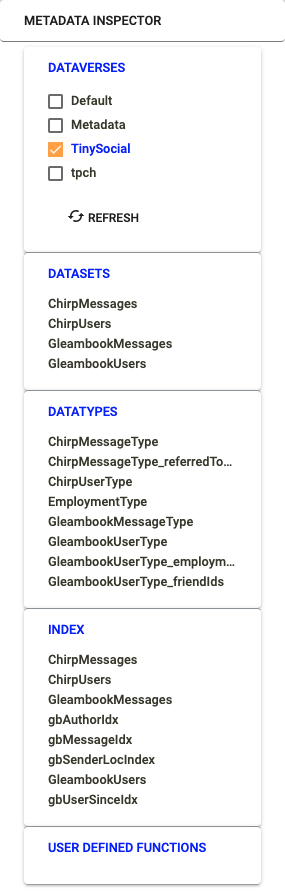 METADATA INSPECTOR
DATAVERSES
Default
Metadata
TinySocial
tpch
REFRESH
DATASETS
ChirpMessages
ChirpUsers
GleambookMessages
GleambookUsers
DATATYPES
ChirpMessageType
ChirpMessageType_referredTo...
ChirpUserType
EmploymentType
GleambookMessageType
GleambookUserType
GleambookUserType_employm...
GleambookUserType_friendIds
INDEX
ChirpMessages
ChirpUsers
GleambookMessages
gbAuthorIdx
gbMessageIdx
gbSenderLocIndex
GleambookUsers
gbUserSinceIdx
USER DEFINED FUNCTIONS